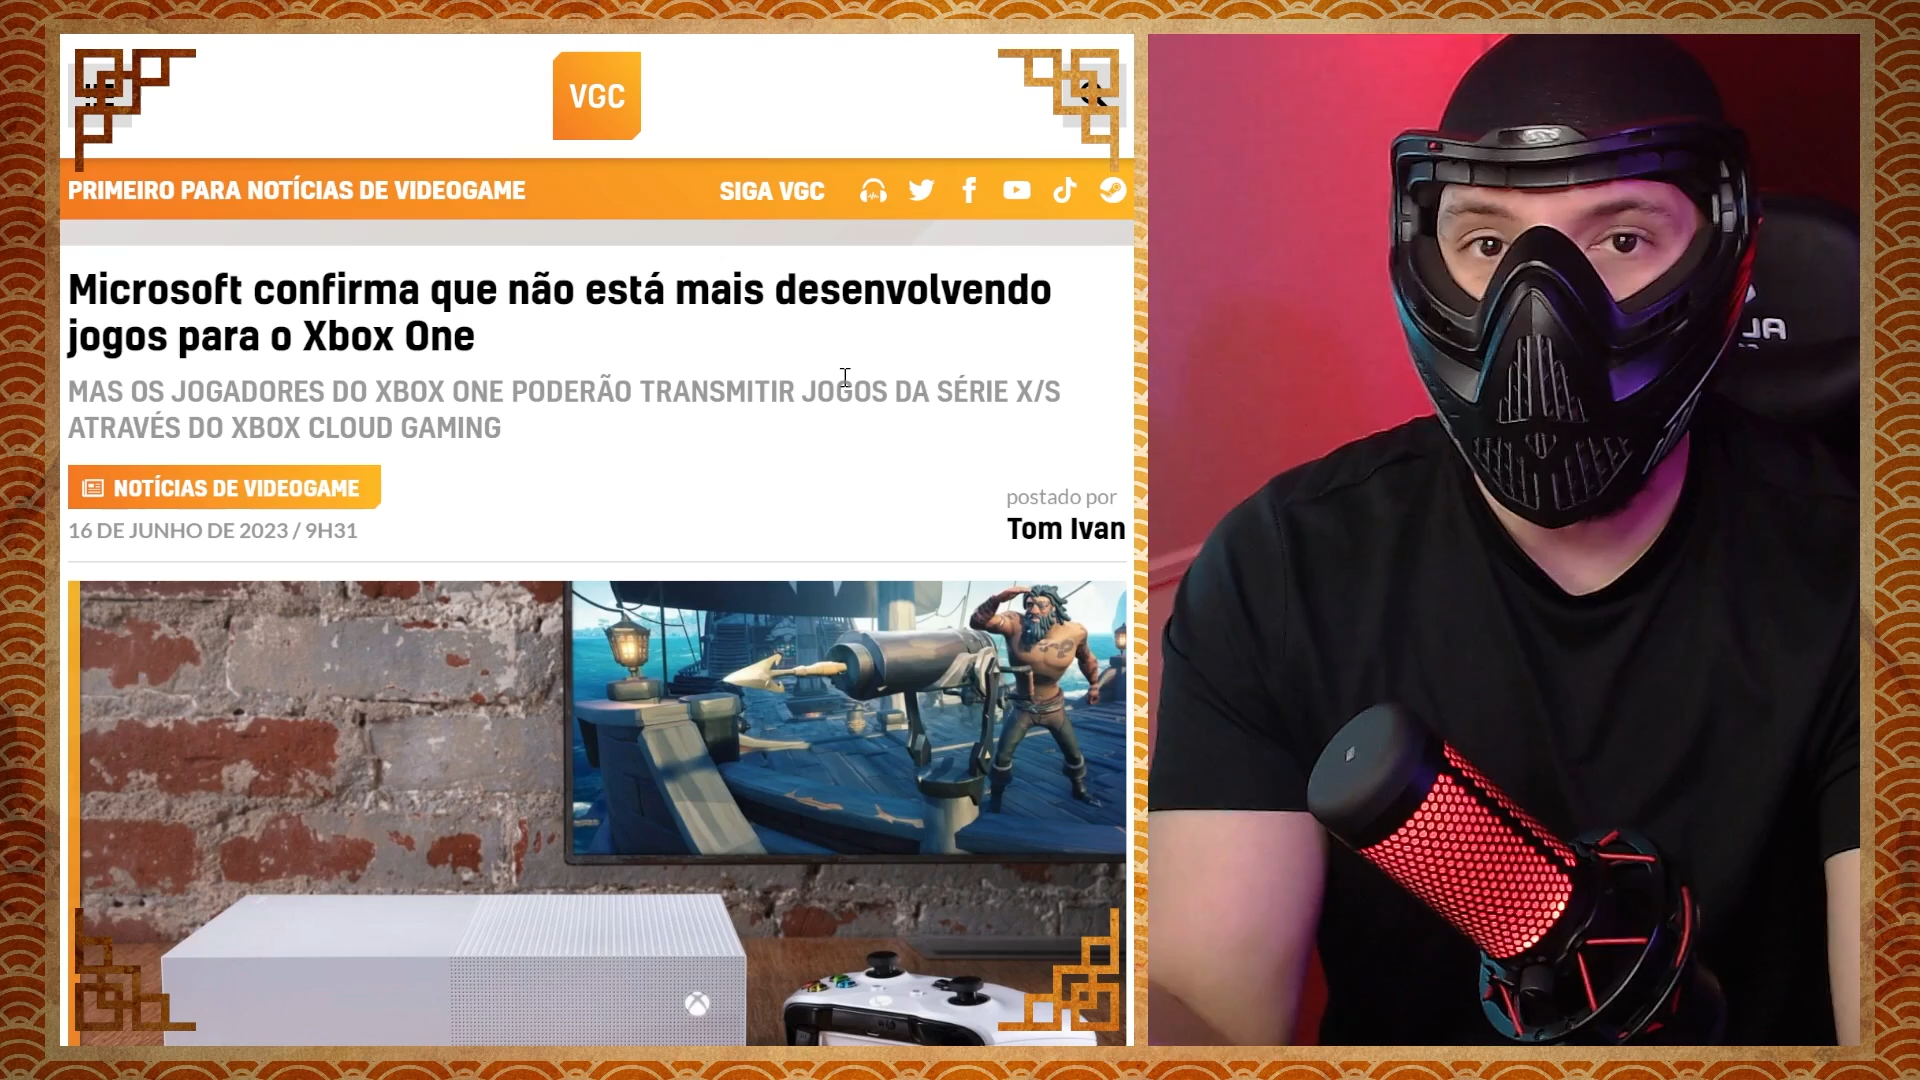 VGC
PRIMEIRO PARA NOTÍCIAS DE VIDEOGAME
SIGA VGC
Microsoft confirma que não está mais desenvolvendo
jogos para o Xbox One
MAS OS JOGADORES DO XBOX ONE PODERÃO TRANSMITIR JOGOS DA SÉRIE X/S
ATRAVÉS DO XBOX CLOUD GAMING
NOTÍCIAS DE VIDEOGAME
postado por
16 DE JUNHO DE 2023 / 9H31
Tom Ivan